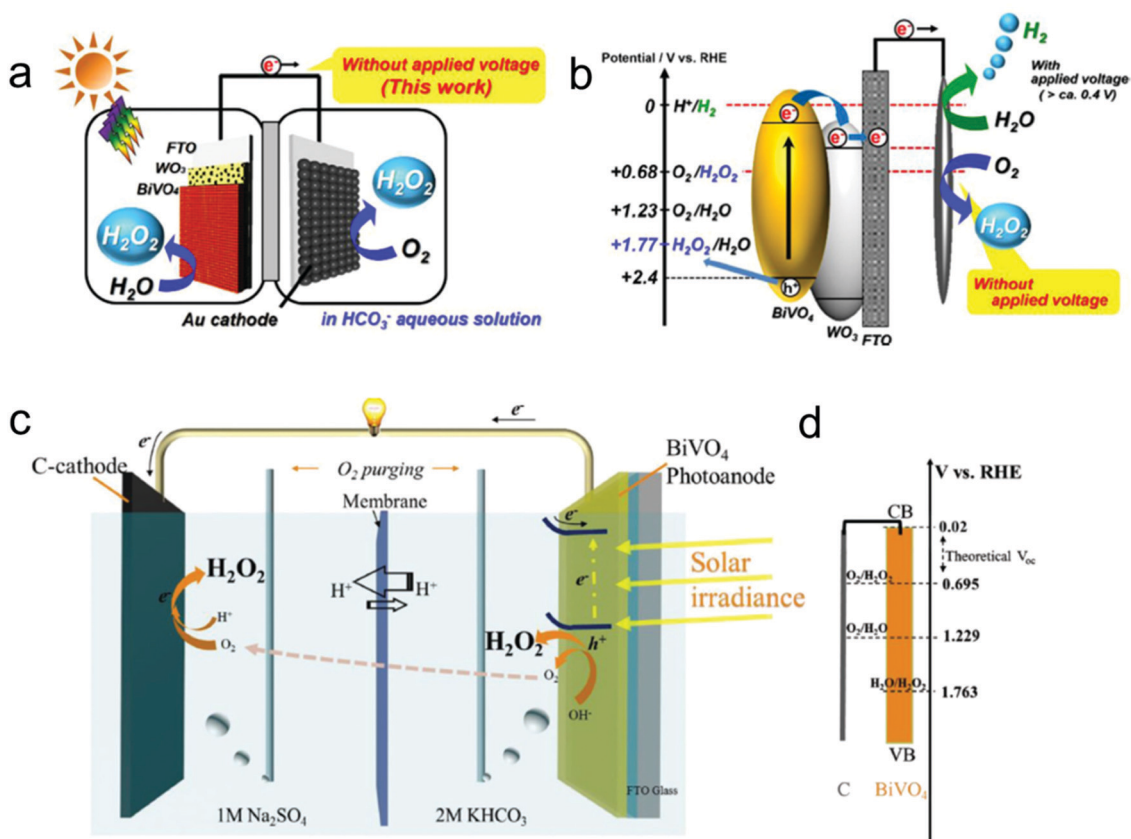 a
Without applied voltage
(This work)
e-
FTO
WO₃
BiVO₄
H₂O₂
H₂O
H₂O₂
O₂
Au cathode
in HCO₃⁻ aqueous solution
b
Potential / V vs. RHE
0 H⁺/H₂
+0.68 O₂/H₂O₂
+1.23 O₂/H₂O
+1.77 H₂O₂/H₂O
+2.4
e-
e-
e-
e-
h⁺
BiVO₄
WO₃
FTO
H₂
With
applied voltage
( > ca. 0.4 V)
H₂O
O₂
H₂O₂
Without
applied voltage
c
e-
e-
C-cathode
O₂ purging
Membrane
BiVO₄
Photoanode
e-
H₂O₂
e-
H⁺
O₂
H⁺
H⁺
e-
Solar
irradiance
H₂O₂
h⁺
O₂
OH⁻
FTO Glass
1M Na₂SO₄
2M KHCO₃
d
V vs. RHE
CB
0.02
Theoretical Voc
O₂/H₂O₂
0.695
O₂/H₂O
1.229
H₂O/H₂O₂
1.763
VB
C
BiVO₄